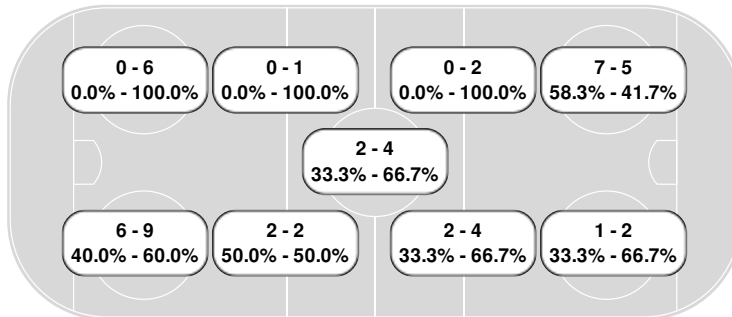 0 - 6
0.0% - 100.0%
0 - 1
0.0% - 100.0%
0 - 2
0.0% - 100.0%
7 - 5
58.3% - 41.7%
2 - 4
33.3% - 66.7%
6 - 9
40.0% - 60.0%
2 - 2
50.0% - 50.0%
2 - 4
33.3% - 66.7%
1 - 2
33.3% - 66.7%